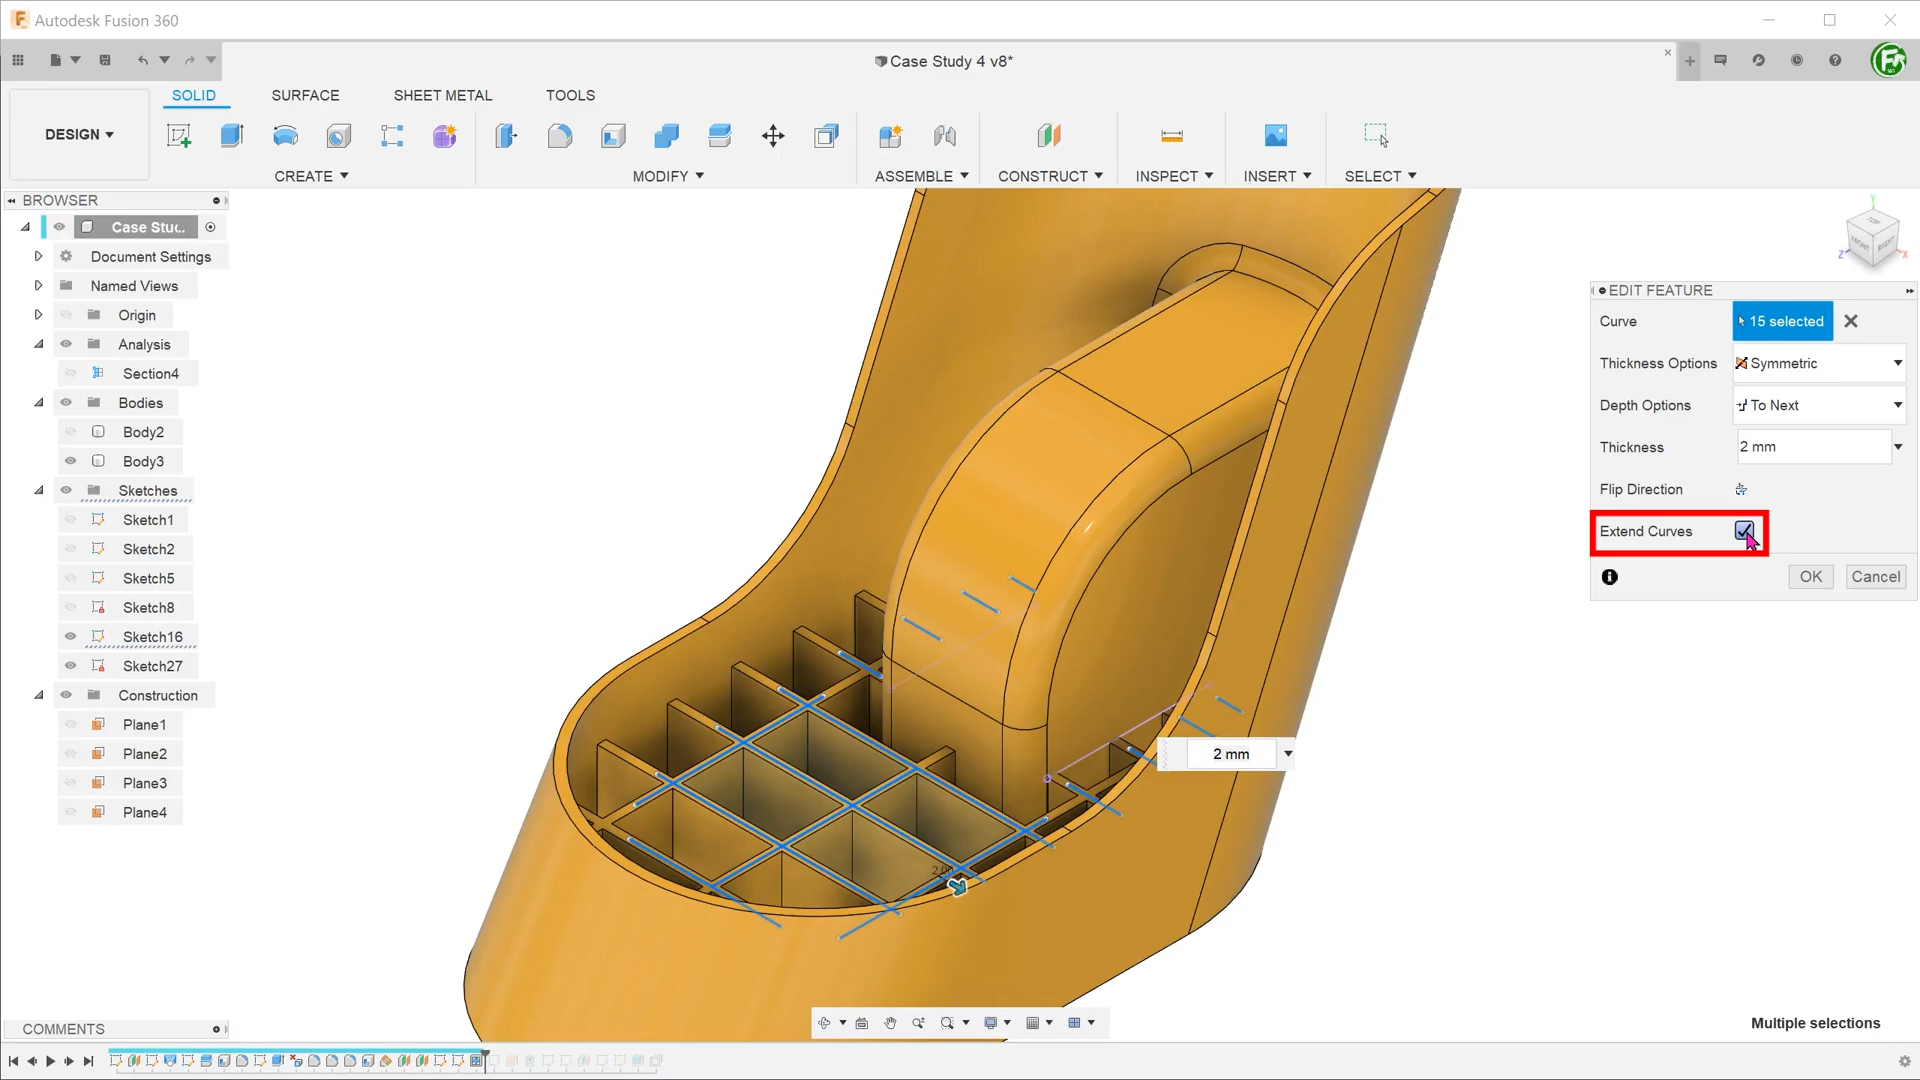 Autodesk Fusion 360
Case Study 4 v8*
SOLID
SURFACE
SHEET METAL
TOOLS
DESIGN
CREATE
MODIFY
ASSEMBLE
CONSTRUCT
INSPECT
INSERT
SELECT
BROWSER
Case Stu..
Document Settings
Named Views
Origin
Analysis
Section4
Bodies
Body2
Body3
Sketches
Sketch1
Sketch2
Sketch5
Sketch8
Sketch16
Sketch27
Construction
Plane1
Plane2
Plane3
Plane4
Y
FRONT
RIGHT
Z
X
EDIT FEATURE
Curve
15 selected
Thickness Options
Symmetric
Depth Options
To Next
Thickness
2 mm
Flip Direction
Extend Curves
OK
Cancel
2 mm
COMMENTS
Multiple selections